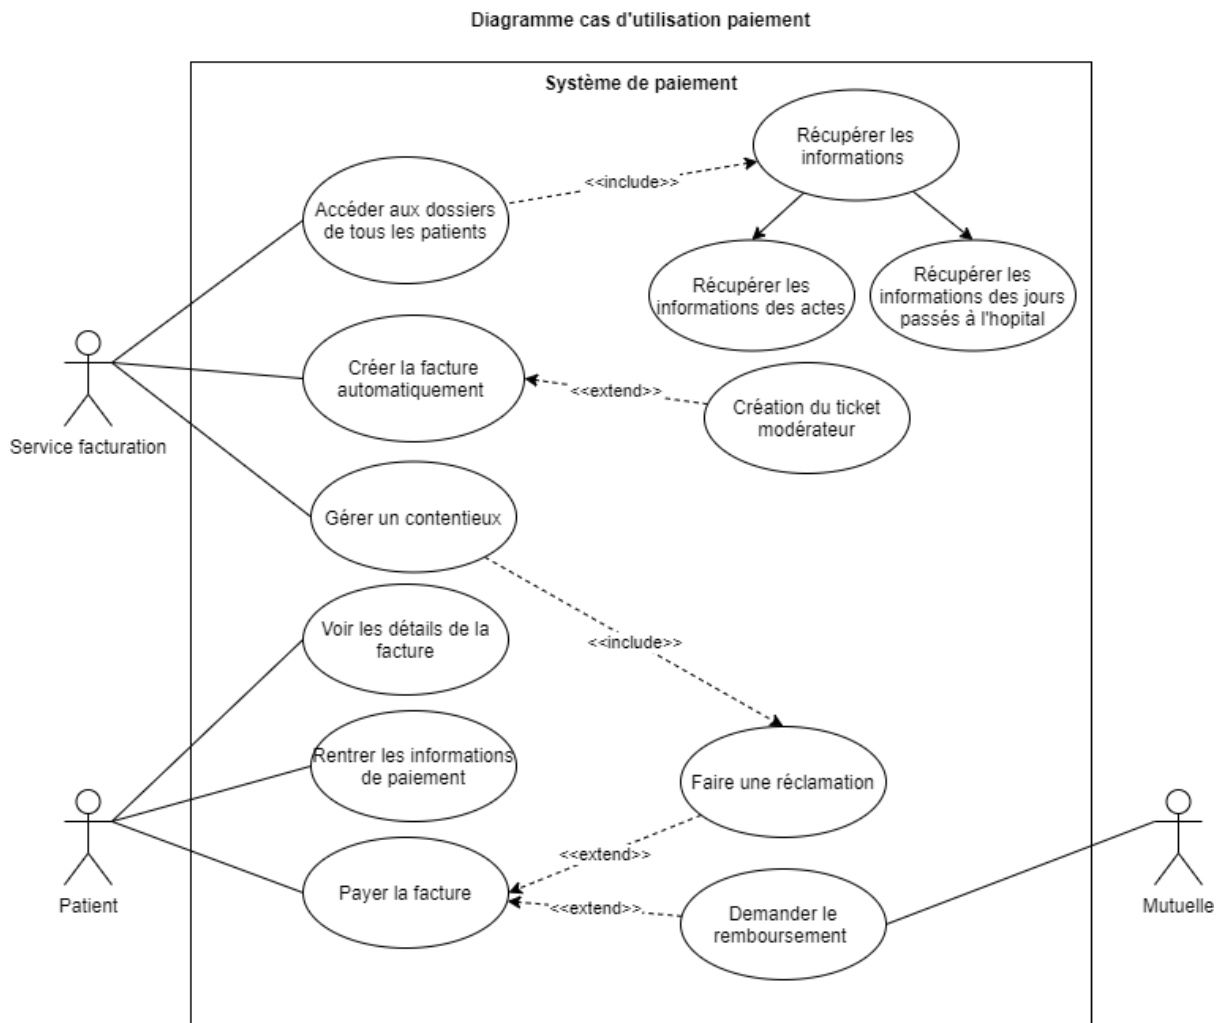 Diagramme cas d'utilisation paiement
Système de paiement
Récupérer les
informations
<<include>>
Accéder aux dossiers
de tous les patients
Récupérer les
informations des actes
Récupérer les
informations des jours
passés à l'hopital
Créer la facture
automatiquement
<<extend>>
Création du ticket
modérateur
Service facturation
Gérer un contentieux
Voir les détails de la
facture
<<include>>
Rentrer les informations
de paiement
Faire une réclamation
<<extend>>
Payer la facture
<<extend>>
Demander le
remboursement
Patient
Mutuelle